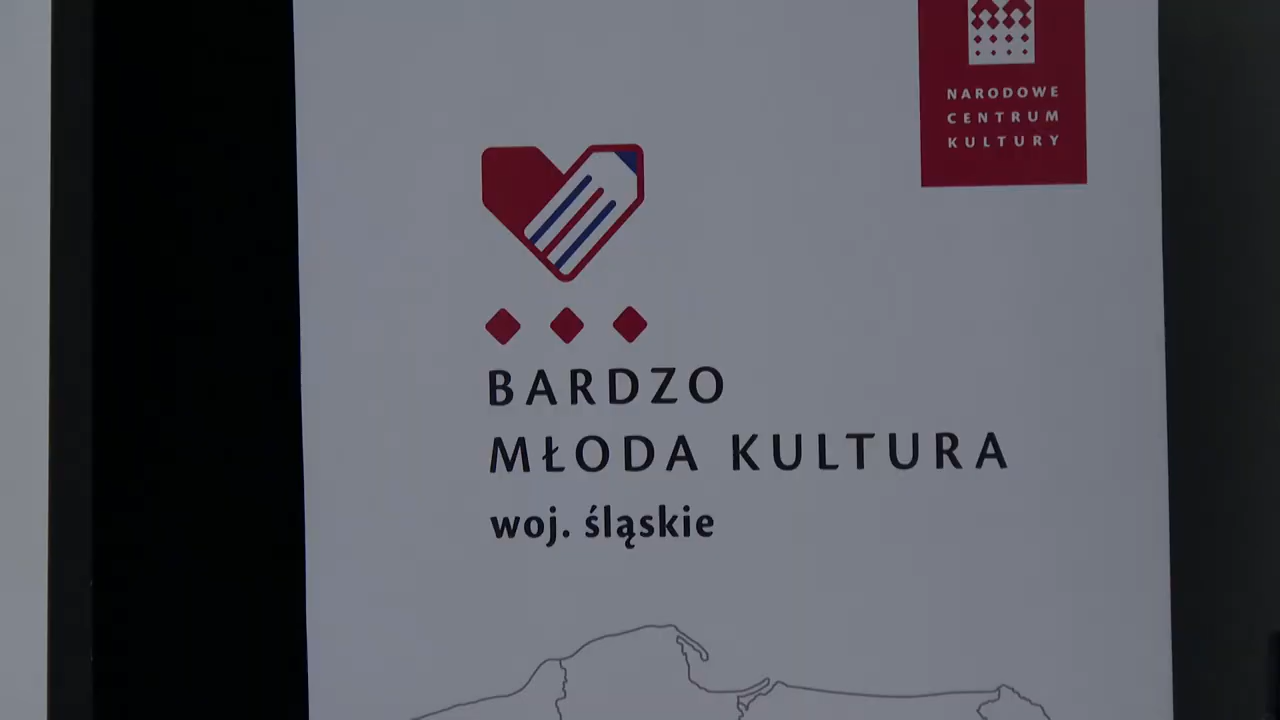 NARODOWE
CENTRUM
KULTURY
BARDZO
MŁODA KULTURA
woj. śląskie